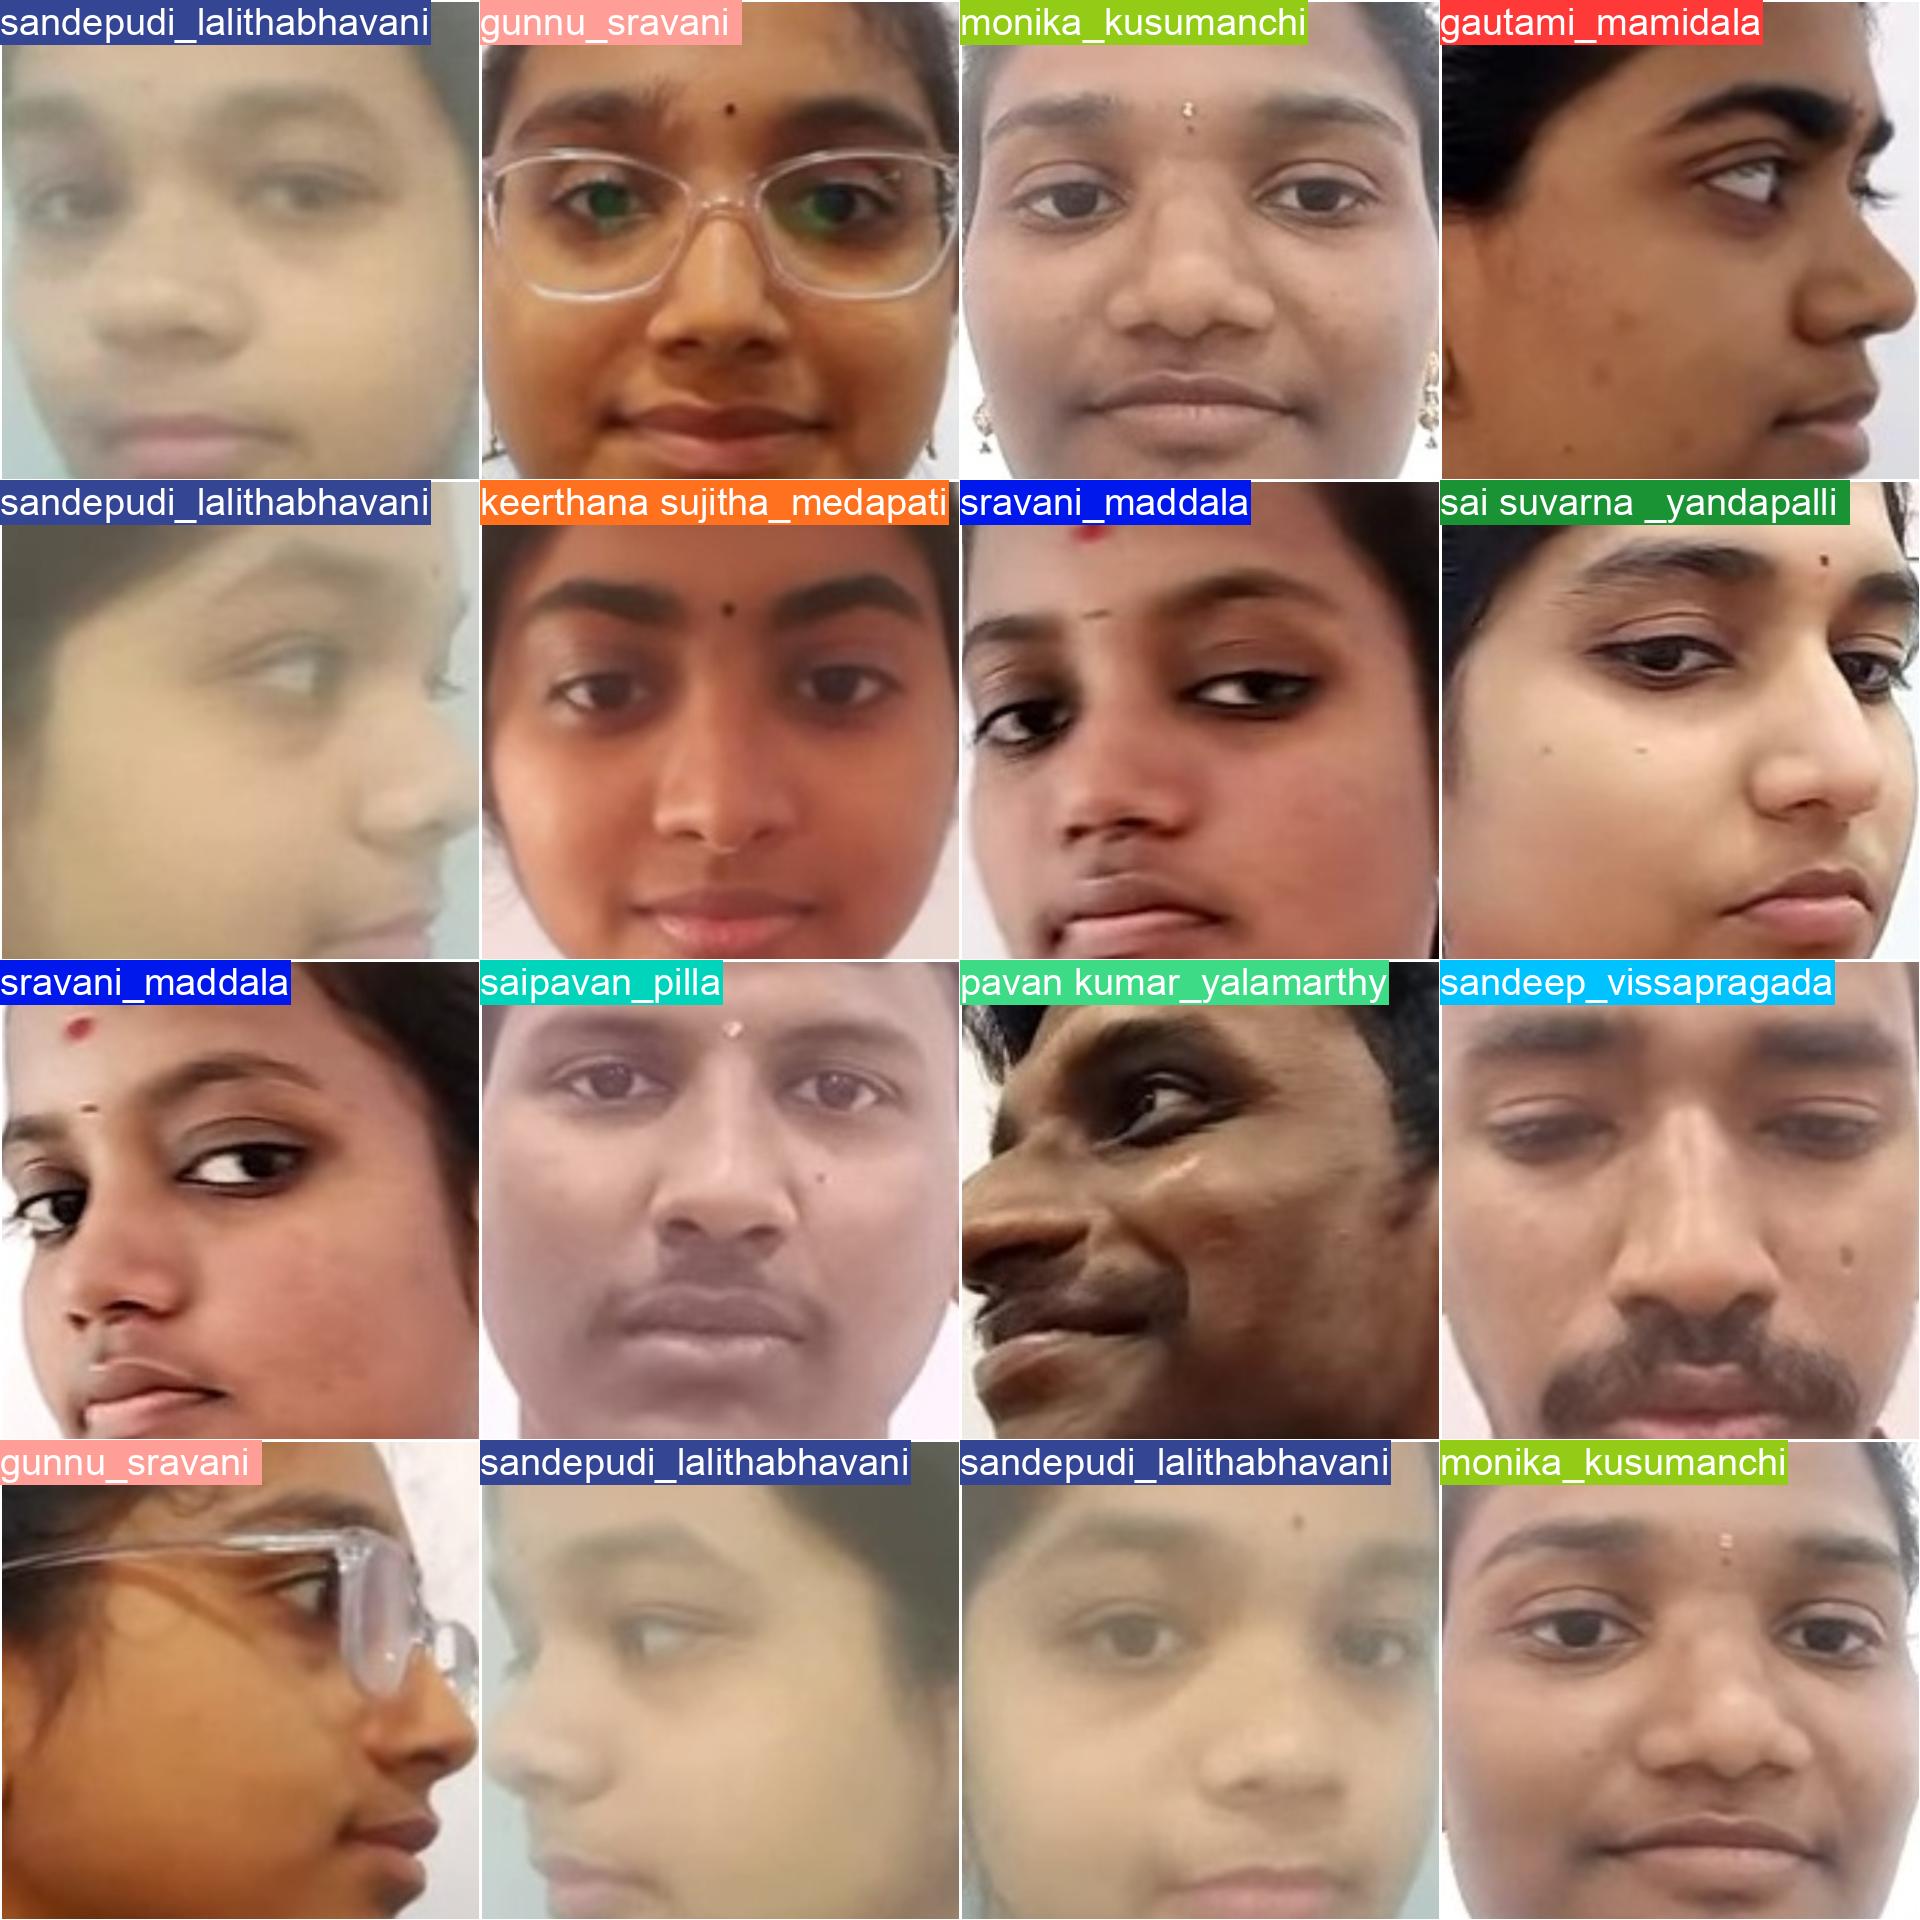 sandepudi_lalithabhavani
gunnu_sravani
monika_kusumanchi
gautami_mamidala
sandepudi_lalithabhavani
keerthana sujitha_medapati
sravani_maddala
sai suvarna _yandapalli
sravani_maddala
saipavan_pilla
pavan kumar_yalamarthy
sandeep_vissapragada
gunnu_sravani
sandepudi_lalithabhavani
sandepudi_lalithabhavani
monika_kusumanchi